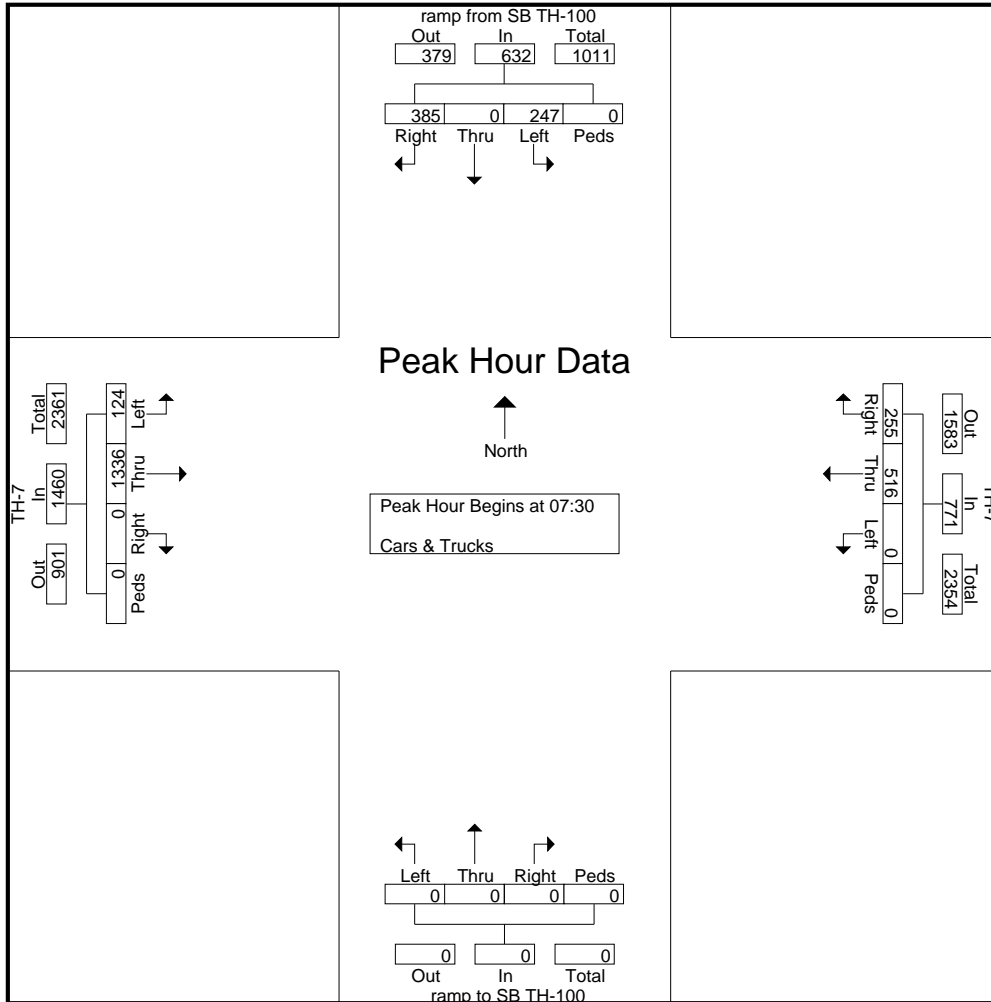 ramp from SB TH-100
Out In Total
379 632 1011
385 0 247 0
Right Thru Left Peds
Peak Hour Data
North
Peak Hour Begins at 07:30
Cars & Trucks
TH-7
Out In Total
901 1460 2361
124 1336 0 0
Left Thru Right Peds
TH-7
Out In Total
1583 771 2354
255 516 0 0
Right Thru Left Peds
Left Thru Right Peds
0 0 0 0
0 0 0
Out In Total
ramp to SB TH-100